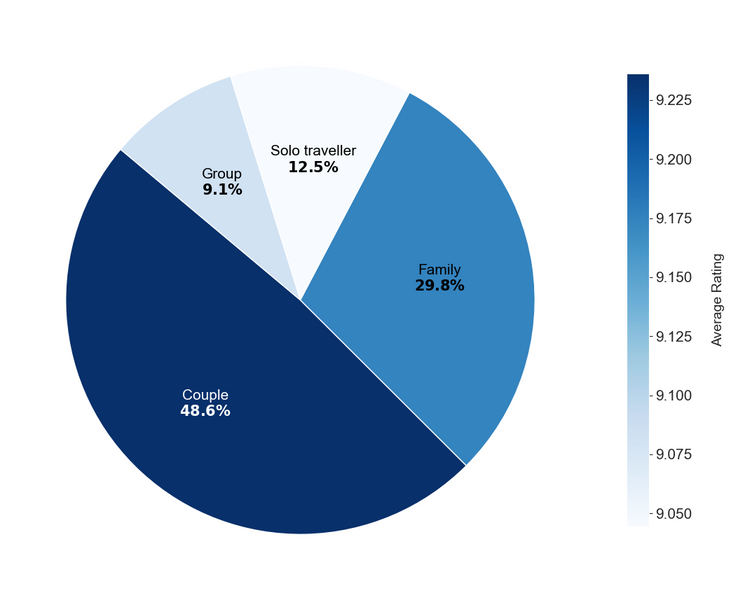 Solo traveller
12.5%
Group
9.1%
Family
29.8%
Couple
48.6%
9.225
9.200
9.175
9.150
9.125
9.100
9.075
9.050
Average Rating